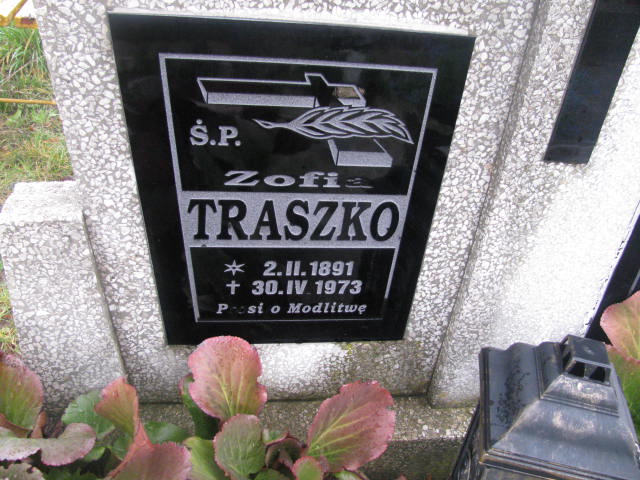 Ś.P.
Zofia
TRASZKO
* 2.II.1891
† 30.IV 1973
Prosi o Modlitwę